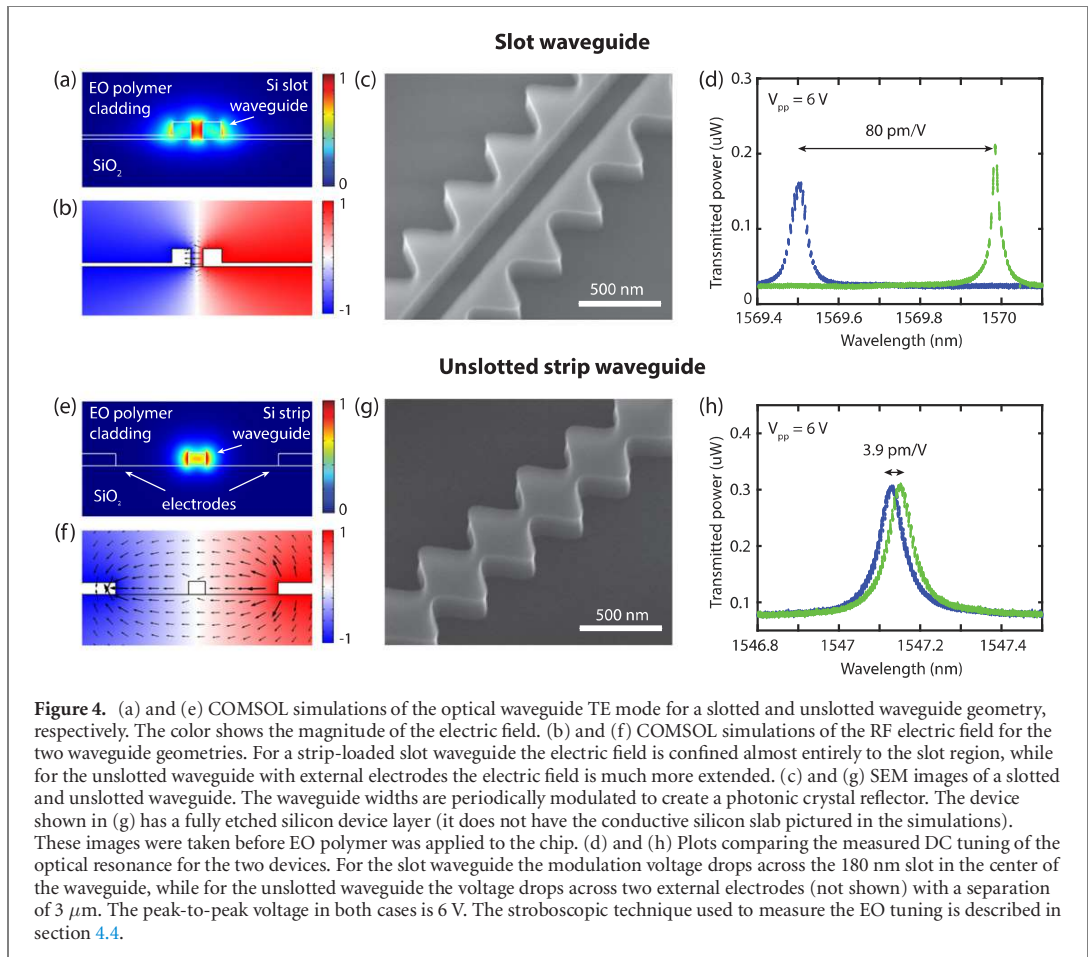 Slot waveguide
(a)
EO polymer
cladding
Si slot
waveguide
SiO2
1
0
(b)
1
-1
(c)
500 nm
(d)
Vpp = 6 V
80 pm/V
Transmitted power (uW)
0.3
0.2
0.1
0
1569.4
1569.6
1569.8
1570
Wavelength (nm)
Unslotted strip waveguide
(e)
EO polymer
cladding
Si strip
waveguide
SiO2
electrodes
1
0
(f)
1
-1
(g)
500 nm
(h)
Vpp = 6 V
3.9 pm/V
Transmitted power (uW)
0.4
0.3
0.2
0.1
1546.8
1547
1547.2
1547.4
Wavelength (nm)
Figure 4. (a) and (e) COMSOL simulations of the optical waveguide TE mode for a slotted and unslotted waveguide geometry,
respectively. The color shows the magnitude of the electric field. (b) and (f) COMSOL simulations of the RF electric field for the
two waveguide geometries. For a strip-loaded slot waveguide the electric field is confined almost entirely to the slot region, while
for the unslotted waveguide with external electrodes the electric field is much more extended. (c) and (g) SEM images of a slotted
and unslotted waveguide. The waveguide widths are periodically modulated to create a photonic crystal reflector. The device
shown in (g) has a fully etched silicon device layer (it does not have the conductive silicon slab pictured in the simulations).
These images were taken before EO polymer was applied to the chip. (d) and (h) Plots comparing the measured DC tuning of the
optical resonance for the two devices. For the slot waveguide the modulation voltage drops across the 180 nm slot in the center of
the waveguide, while for the unslotted waveguide the voltage drops across two external electrodes (not shown) with a separation
of 3 μm. The peak-to-peak voltage in both cases is 6 V. The stroboscopic technique used to measure the EO tuning is described in
section 4.4.